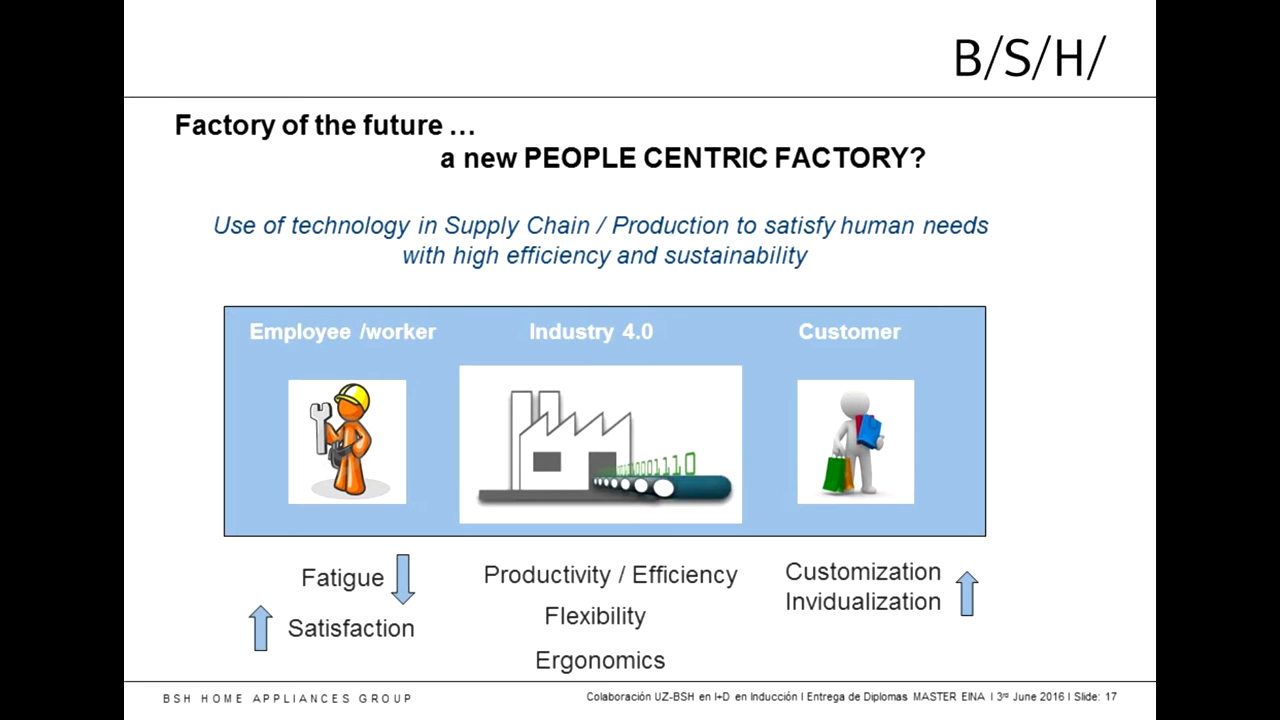 B/S/H/
Factory of the future …
a new PEOPLE CENTRIC FACTORY?
Use of technology in Supply Chain / Production to satisfy human needs
with high efficiency and sustainability
Employee /worker
Industry 4.0
Customer
Fatigue
Satisfaction
Productivity / Efficiency
Flexibility
Ergonomics
Customization
Invidualization
BSH HOME APPLIANCES GROUP
Colaboración UZ-BSH en I+D en Inducción I Entrega de Diplomas MASTER EINA I 3rd June 2016 I Slide: 17